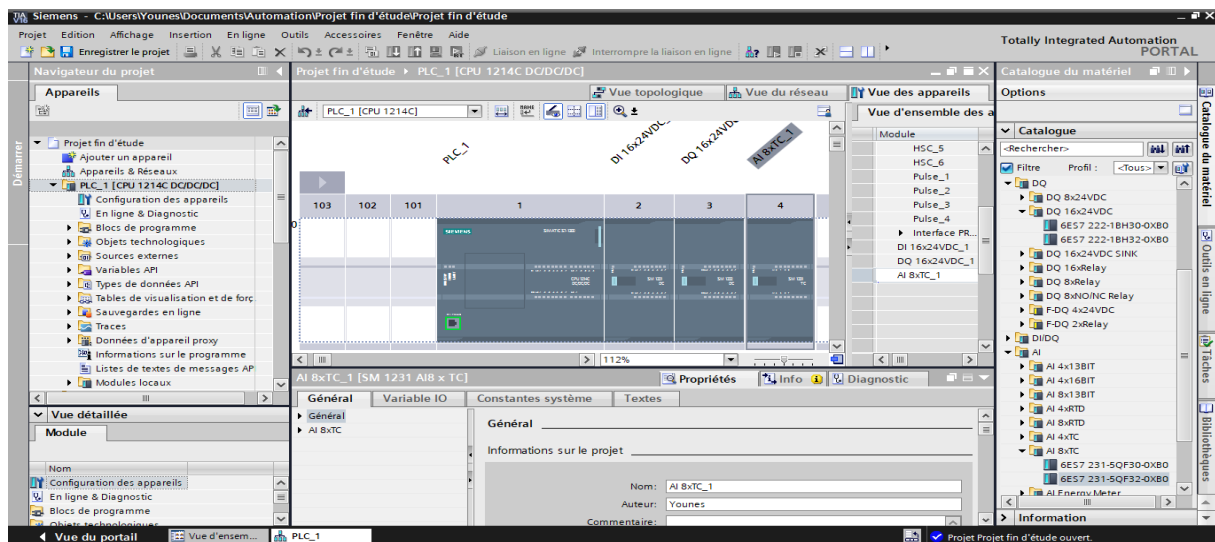 Siemens - C:\Users\Younes\Documents\Automation\Projet fin d'étude\Projet fin d'étude
Projet Edition Affichage Insertion En ligne Outils Accessoires Fenêtre Aide
Enregistrer le projet
Liaison en ligne
Interrompre la liaison en ligne
Totally Integrated Automation
PORTAL
Navigateur du projet
Appareils
Démarrer
Projet fin d'étude
Ajouter un appareil
Appareils & Réseaux
PLC_1 [CPU 1214C DC/DC/DC]
Configuration des appareils
En ligne & Diagnostic
Blocs de programme
Objets technologiques
Sources externes
Variables API
Types de données API
Tables de visualisation et de forç
Sauvegardes en ligne
Traces
Données d'appareil proxy
Informations sur le programme
Listes de textes de messages AP
Modules locaux
Vue détaillée
Module
Nom
Configuration des appareils
En ligne & Diagnostic
Blocs de programme
Objets technologiques
Projet fin d'étude PLC_1 [CPU 1214C DC/DC/DC]
Vue topologique
Vue du réseau
Vue des appareils
PLC_1 [CPU 1214C]
PLC_1
DI 16x24VDC_
DQ 16x24VDC_
AI 8xTC_1
103 102 101 1 2 3 4
0
SIEMENS
112%
Vue d'ensemble des a
Module
HSC_5
HSC_6
Pulse_1
Pulse_2
Pulse_3
Pulse_4
Interface PR...
DI 16x24VDC_1
DQ 16x24VDC_1
AI 8xTC_1
AI 8xTC_1 [SM 1231 AI8 x TC]
Propriétés
Info
Diagnostic
Général
Variable IO
Constantes système
Textes
Général
AI 8xTC
Général
Informations sur le projet
Nom: AI 8xTC_1
Auteur: Younes
Commentaire:
Catalogue du matériel
Options
Catalogue
<Rechercher>
Filtre Profil : <Tous>
DQ
DQ 8x24VDC
DQ 16x24VDC
6ES7 222-1BH30-0XB0
6ES7 222-1BH32-0XB0
DQ 16x24VDC SINK
DQ 16xRelay
DQ 8xRelay
DQ 8xNO/NC Relay
F-DQ 4x24VDC
F-DQ 2xRelay
DI/DQ
AI
AI 4x13BIT
AI 4x16BIT
AI 8x13BIT
AI 4xRTD
AI 8xRTD
AI 4xTC
AI 8xTC
6ES7 231-5QF30-0XB0
6ES7 231-5QF32-0XB0
AI Energy Meter
Information
Catalogue du matériel
Outils en ligne
Tâches
Bibliothèques
Vue du portail
Vue d'ensem...
PLC_1
Projet Projet fin d'étude ouvert.